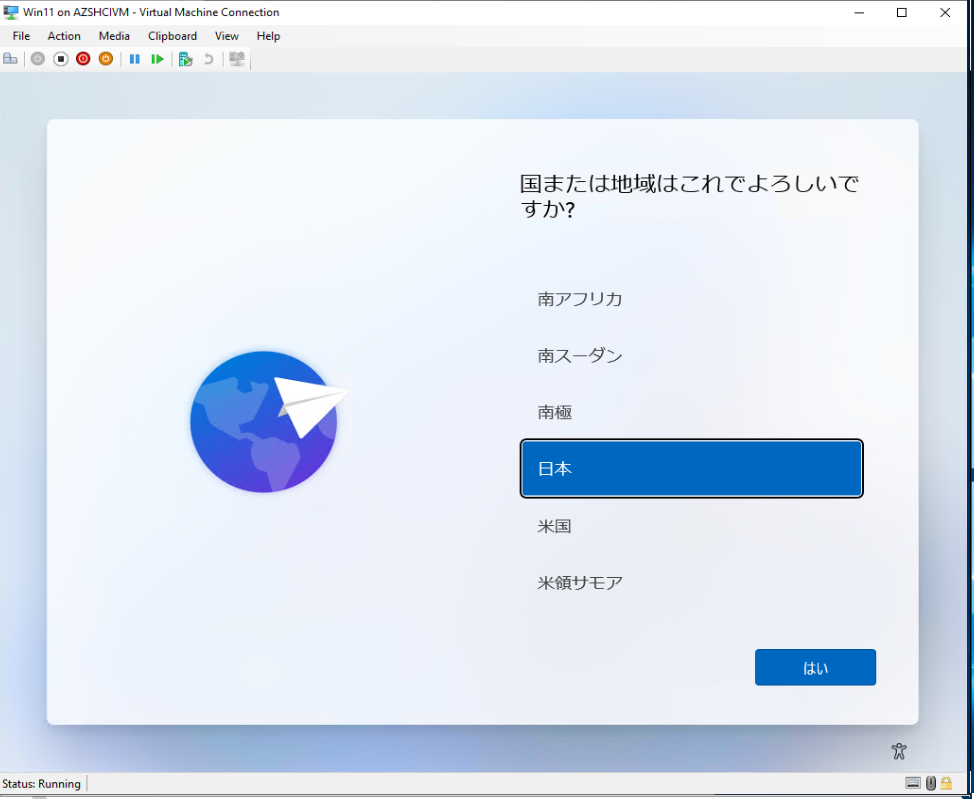 Win11 on AZSHCIVM - Virtual Machine Connection
File Action Media Clipboard View Help
国または地域はこれでよろしいで
すか?
南アフリカ
南スーダン
南極
日本
米国
米領サモア
はい
Status: Running